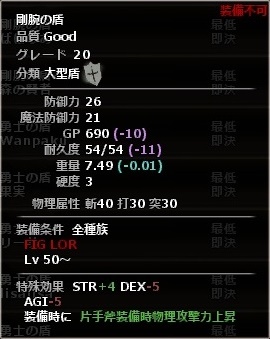 装備不可
剛腕の盾
品質 Good
グレード 20
分類 大型盾
防御力 26
魔法防御力 21
GP 690 (-10)
耐久度 54/54 (-11)
重量 7.49 (-0.01)
硬度 3
物理属性 斬40 打30 突30
装備条件 全種族
FIG LOR
Lv 50～
特殊効果 STR+4 DEX-5
AGI-5
装備時に 片手斧装備時物理攻撃力上昇